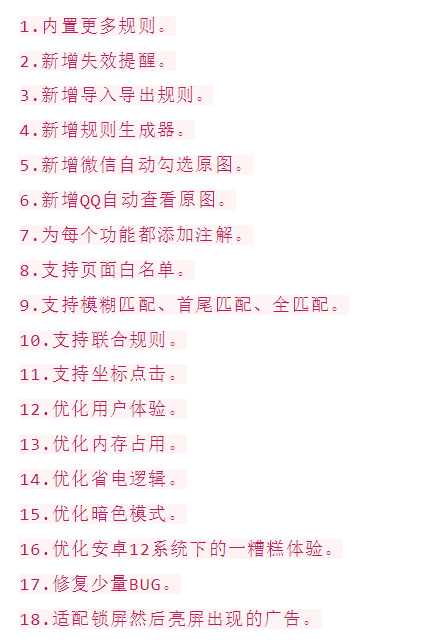 1.内置更多规则。
2.新增失效提醒。
3.新增导入导出规则。
4.新增规则生成器。
5.新增微信自动勾选原图。
6.新增QQ自动查看原图。
7.为每个功能都添加注解。
8.支持页面白名单。
9.支持模糊匹配、首尾匹配、全匹配。
10.支持联合规则。
11.支持坐标点击。
12.优化用户体验。
13.优化内存占用。
14.优化省电逻辑。
15.优化暗色模式。
16.优化安卓12系统下的一糟糕体验。
17.修复少量BUG。
18.适配锁屏然后亮屏出现的广告。